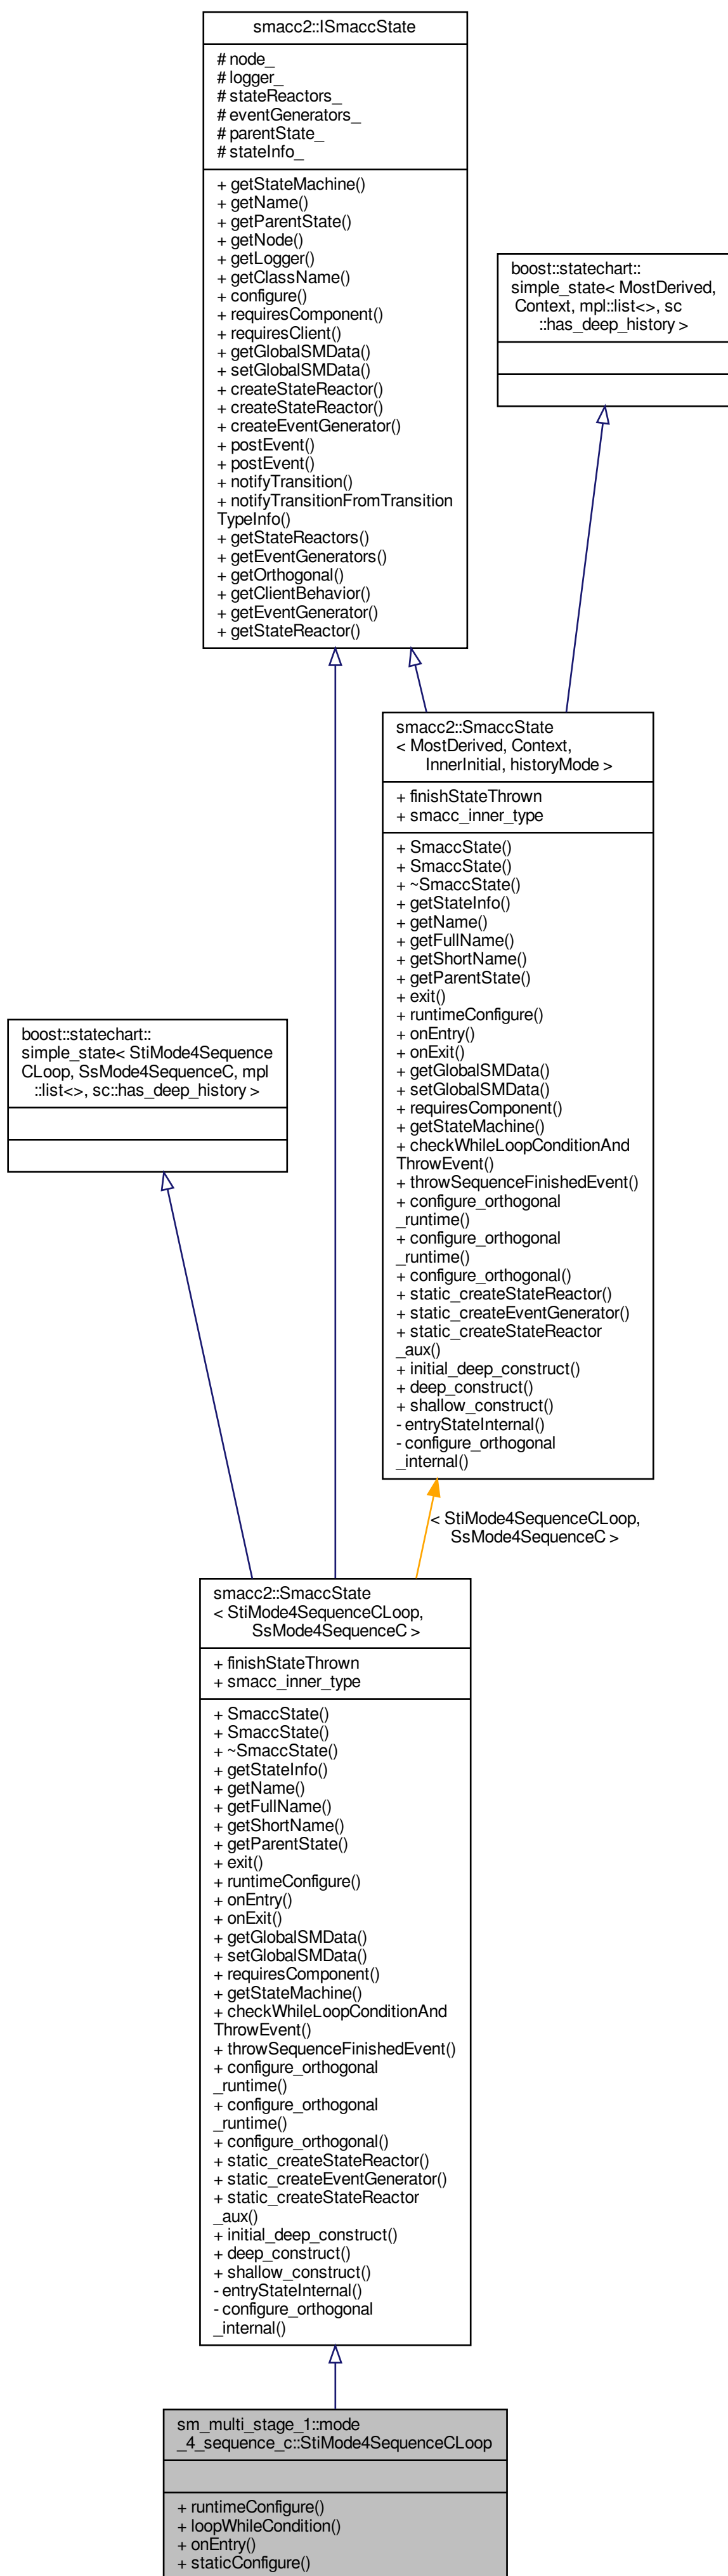 smacc2::ISmaccState
# node_
# logger_
# stateReactors_
# eventGenerators_
# parentState_
# stateInfo_
+ getStateMachine()
+ getName()
+ getParentState()
+ getNode()
+ getLogger()
+ getClassName()
+ configure()
+ requiresComponent()
+ requiresClient()
+ getGlobalSMData()
+ setGlobalSMData()
+ createStateReactor()
+ createStateReactor()
+ createEventGenerator()
+ postEvent()
+ postEvent()
+ notifyTransition()
+ notifyTransitionFromTransition
TypeInfo()
+ getStateReactors()
+ getEventGenerators()
+ getOrthogonal()
+ getClientBehavior()
+ getEventGenerator()
+ getStateReactor()
boost::statechart::
simple_state< MostDerived,
Context, mpl::list<>, sc
::has_deep_history >
smacc2::SmaccState
< MostDerived, Context,
InnerInitial, historyMode >
+ finishStateThrown
+ smacc_inner_type
+ SmaccState()
+ SmaccState()
+ ~SmaccState()
+ getStateInfo()
+ getName()
+ getFullName()
+ getShortName()
+ getParentState()
+ exit()
+ runtimeConfigure()
+ onEntry()
+ onExit()
+ getGlobalSMData()
+ setGlobalSMData()
+ requiresComponent()
+ getStateMachine()
+ checkWhileLoopConditionAnd
ThrowEvent()
+ throwSequenceFinishedEvent()
+ configure_orthogonal
_runtime()
+ configure_orthogonal
_runtime()
+ configure_orthogonal()
+ static_createStateReactor()
+ static_createEventGenerator()
+ static_createStateReactor
_aux()
+ initial_deep_construct()
+ deep_construct()
+ shallow_construct()
- entryStateInternal()
- configure_orthogonal
_internal()
boost::statechart::
simple_state< StiMode4Sequence
CLoop, SsMode4SequenceC, mpl
::list<>, sc::has_deep_history >
< StiMode4SequenceCLoop,
SsMode4SequenceC >
smacc2::SmaccState
< StiMode4SequenceCLoop,
SsMode4SequenceC >
+ finishStateThrown
+ smacc_inner_type
+ SmaccState()
+ SmaccState()
+ ~SmaccState()
+ getStateInfo()
+ getName()
+ getFullName()
+ getShortName()
+ getParentState()
+ exit()
+ runtimeConfigure()
+ onEntry()
+ onExit()
+ getGlobalSMData()
+ setGlobalSMData()
+ requiresComponent()
+ getStateMachine()
+ checkWhileLoopConditionAnd
ThrowEvent()
+ throwSequenceFinishedEvent()
+ configure_orthogonal
_runtime()
+ configure_orthogonal
_runtime()
+ configure_orthogonal()
+ static_createStateReactor()
+ static_createEventGenerator()
+ static_createStateReactor
_aux()
+ initial_deep_construct()
+ deep_construct()
+ shallow_construct()
- entryStateInternal()
- configure_orthogonal
_internal()
sm_multi_stage_1::mode
_4_sequence_c::StiMode4SequenceCLoop
+ runtimeConfigure()
+ loopWhileCondition()
+ onEntry()
+ staticConfigure()